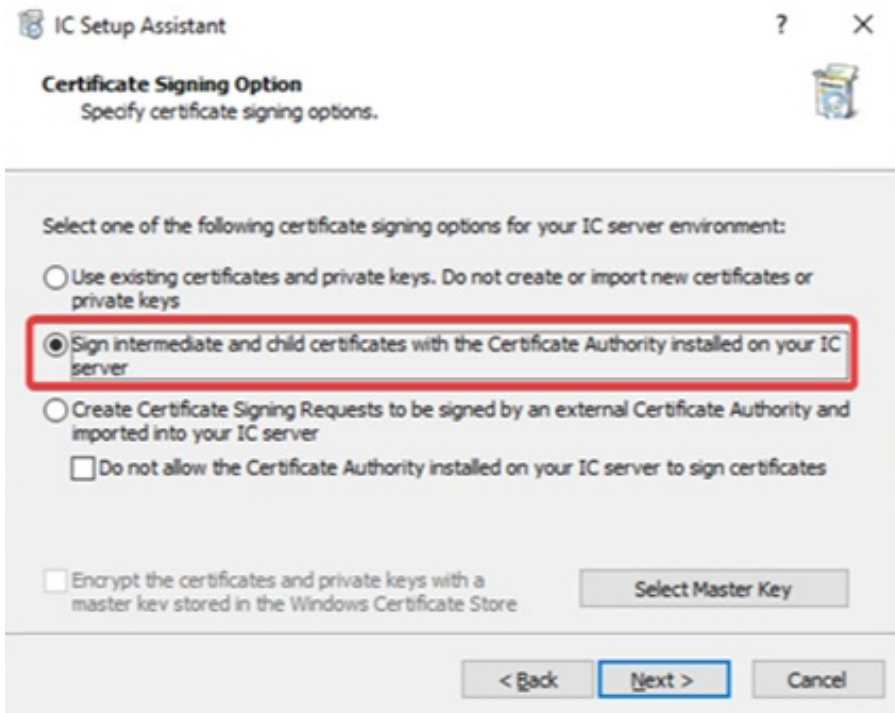 IC Setup Assistant
?
Certificate Signing Option
Specify certificate signing options.
Select one of the following certificate signing options for your IC server environment:
Use existing certificates and private keys. Do not create or import new certificates or
private keys
Sign intermediate and child certificates with the Certificate Authority installed on your IC
server
Create Certificate Signing Requests to be signed by an external Certificate Authority and
imported into your IC server
Do not allow the Certificate Authority installed on your IC server to sign certificates
Encrypt the certificates and private keys with a
master key stored in the Windows Certificate Store
Select Master Key
< Back
Next >
Cancel